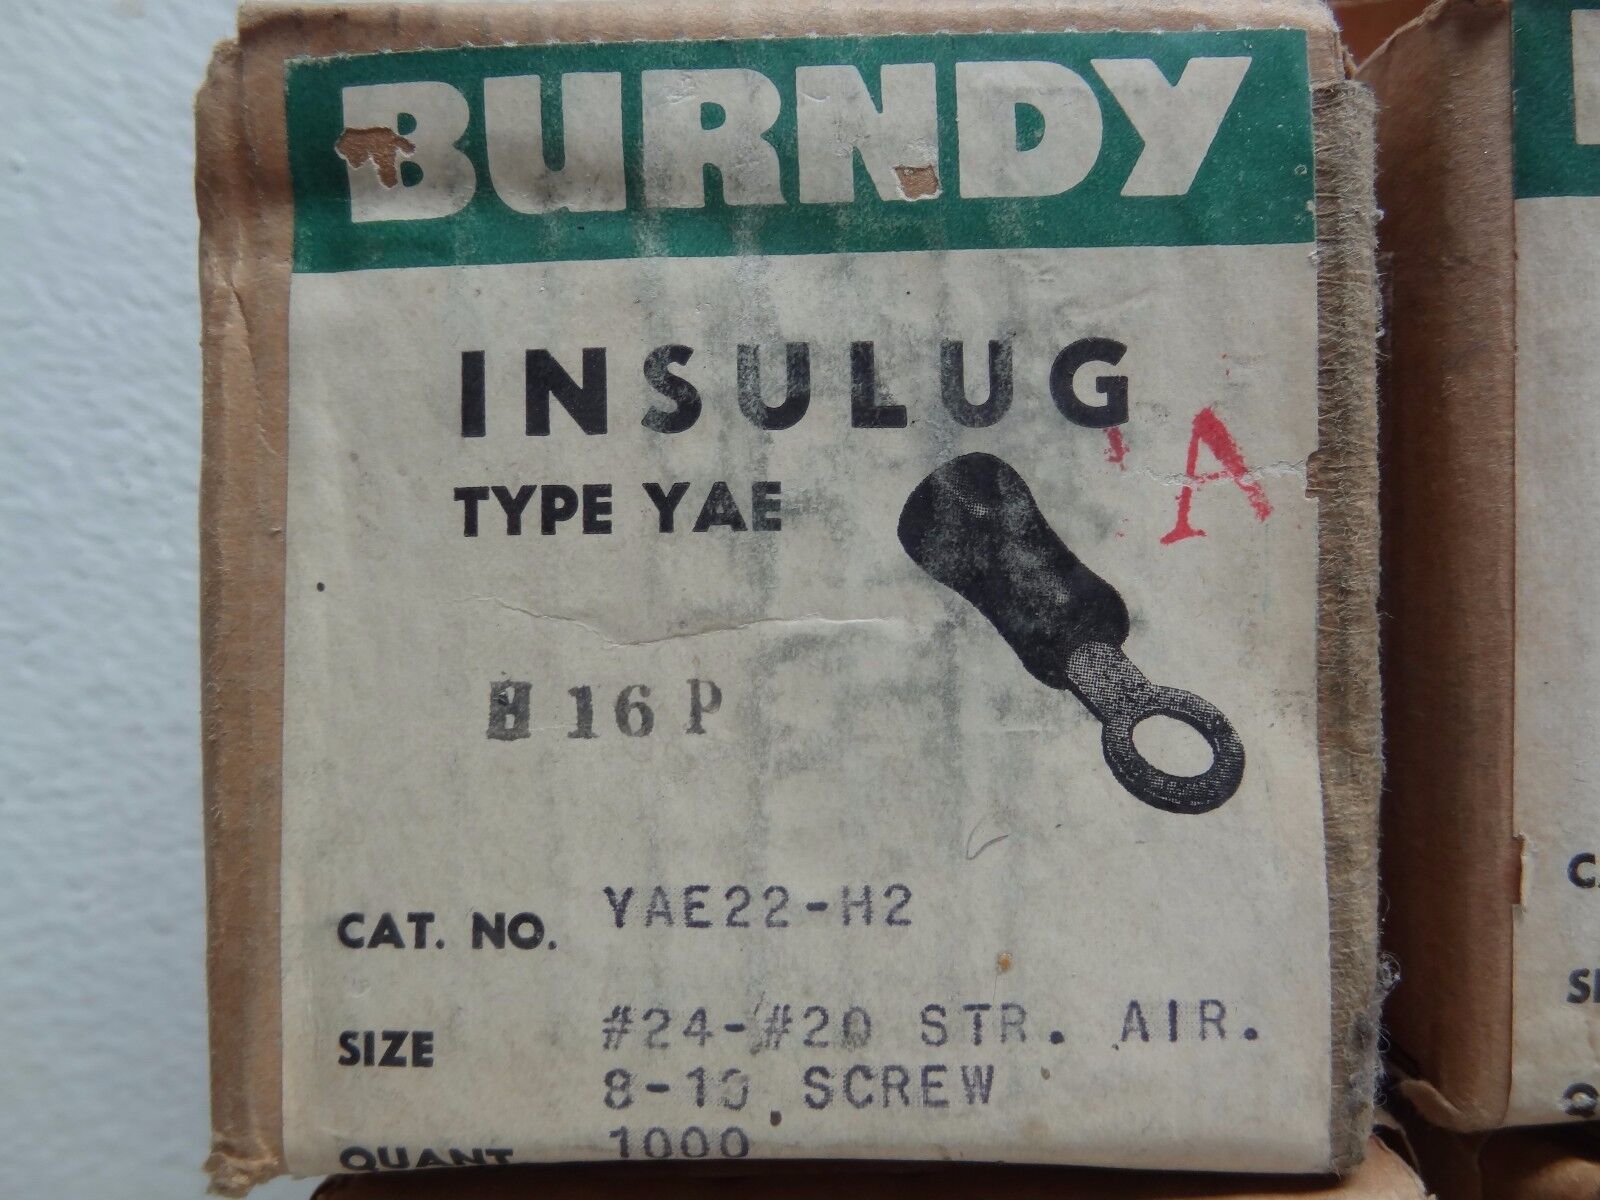 BURNDY
INSULUG
'A
TYPE YAE
16 P
CAT. NO. YAE22-H2
SIZE #24-#20 STR. AIR.
8-10 SCREW
QUANT 1000